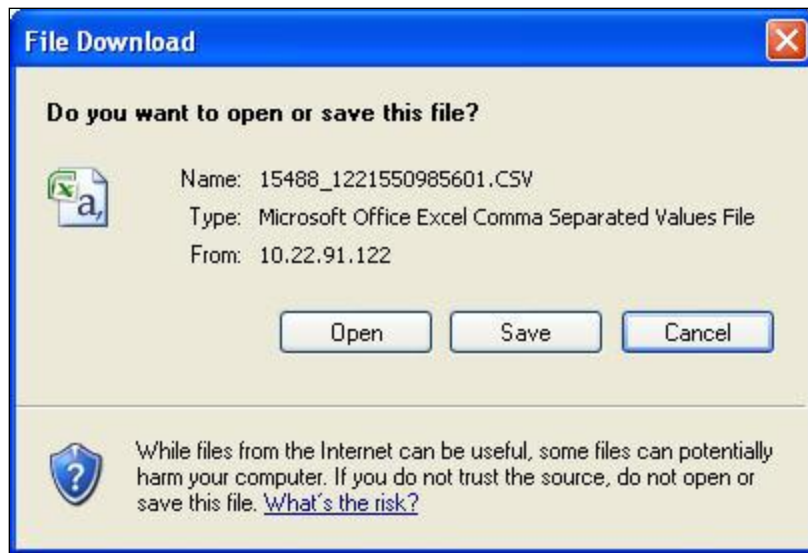 File Download
Do you want to open or save this file?
a,
Name: 15488_1221550985601.CSV
Type: Microsoft Office Excel Comma Separated Values File
From: 10.22.91.122
Open Save Cancel
While files from the Internet can be useful, some files can potentially
harm your computer. If you do not trust the source, do not open or
save this file. What's the risk?